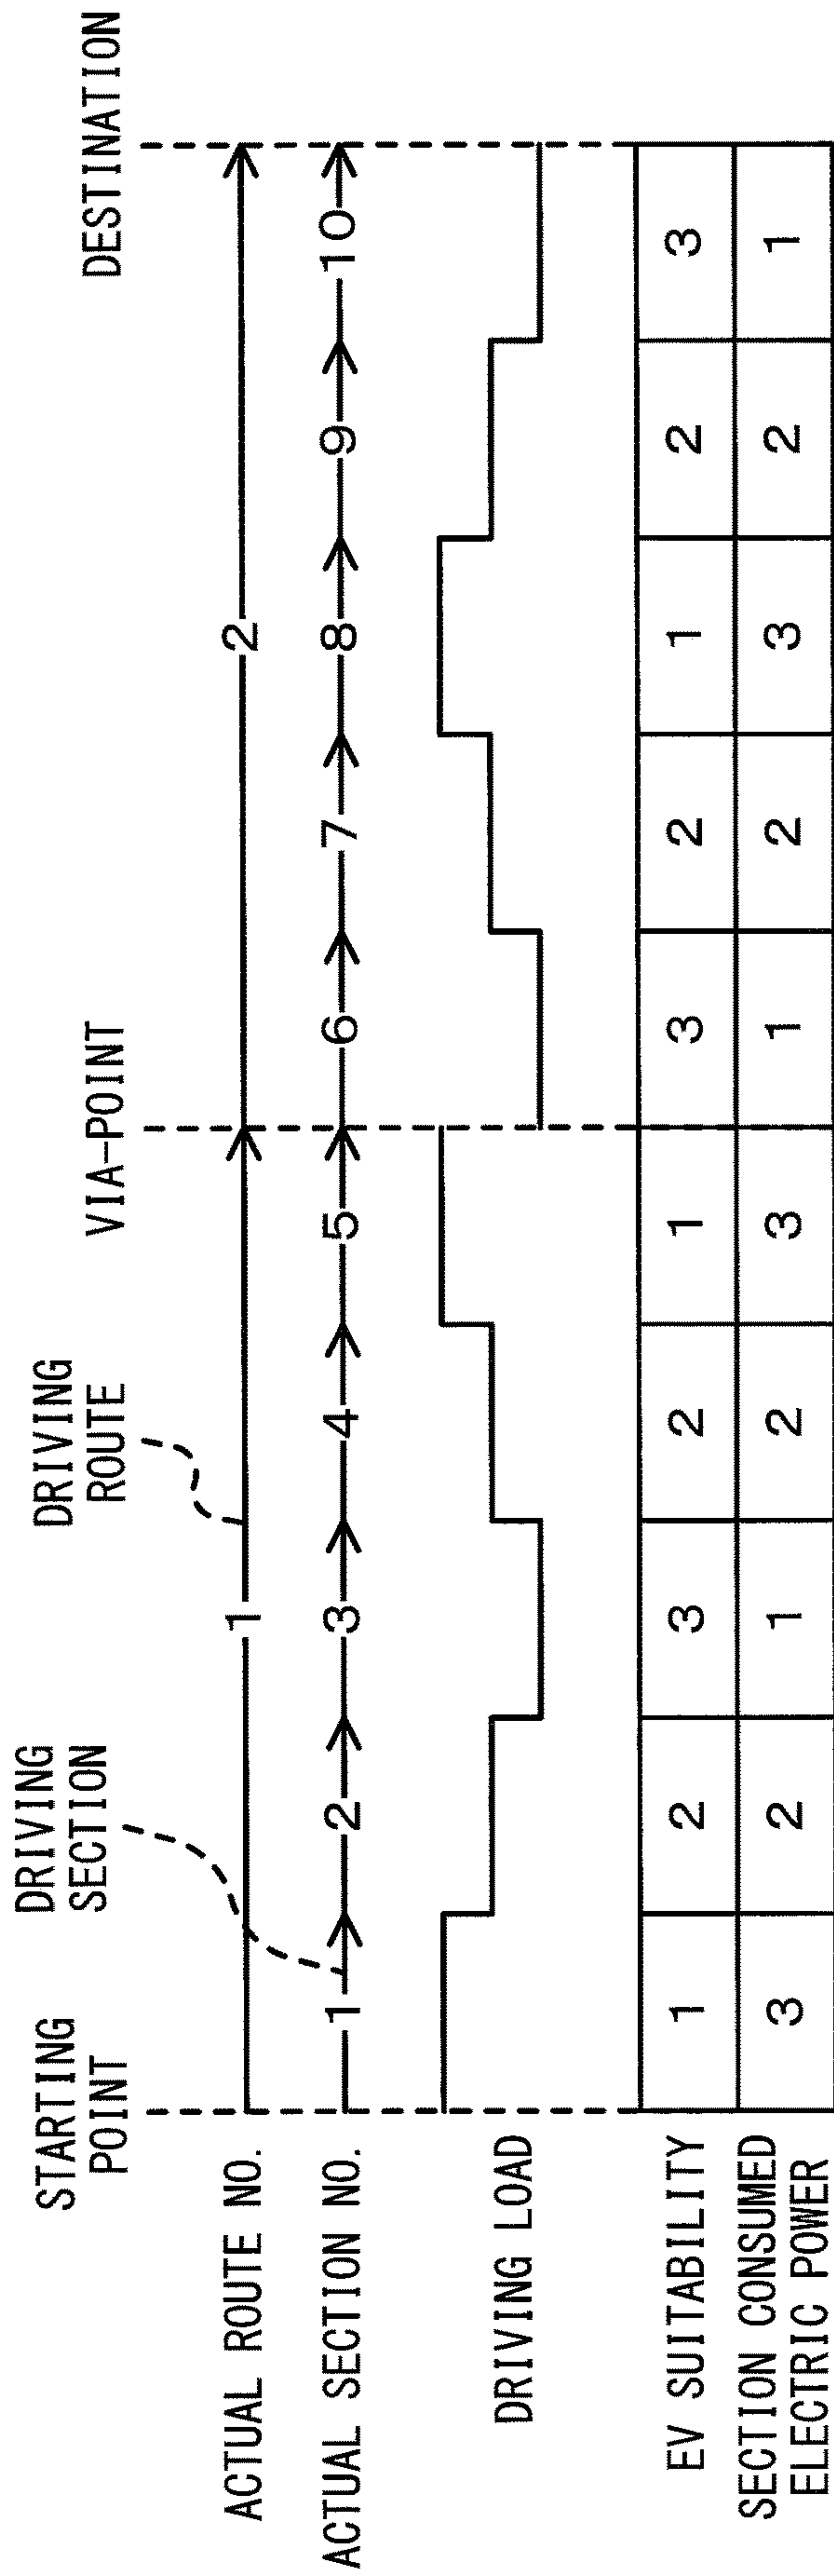 STARTING
POINT
DRIVING
SECTION
DRIVING
ROUTE
VIA-POINT
DESTINATION
ACTUAL ROUTE NO. 1 2
ACTUAL SECTION NO. 1 2 3 4 5 6 7 8 9 10
DRIVING LOAD
EV SUITABILITY 1 2 3 2 1 3 2 1 2 3
SECTION CONSUMED
ELECTRIC POWER 3 2 1 2 3 1 2 3 2 1